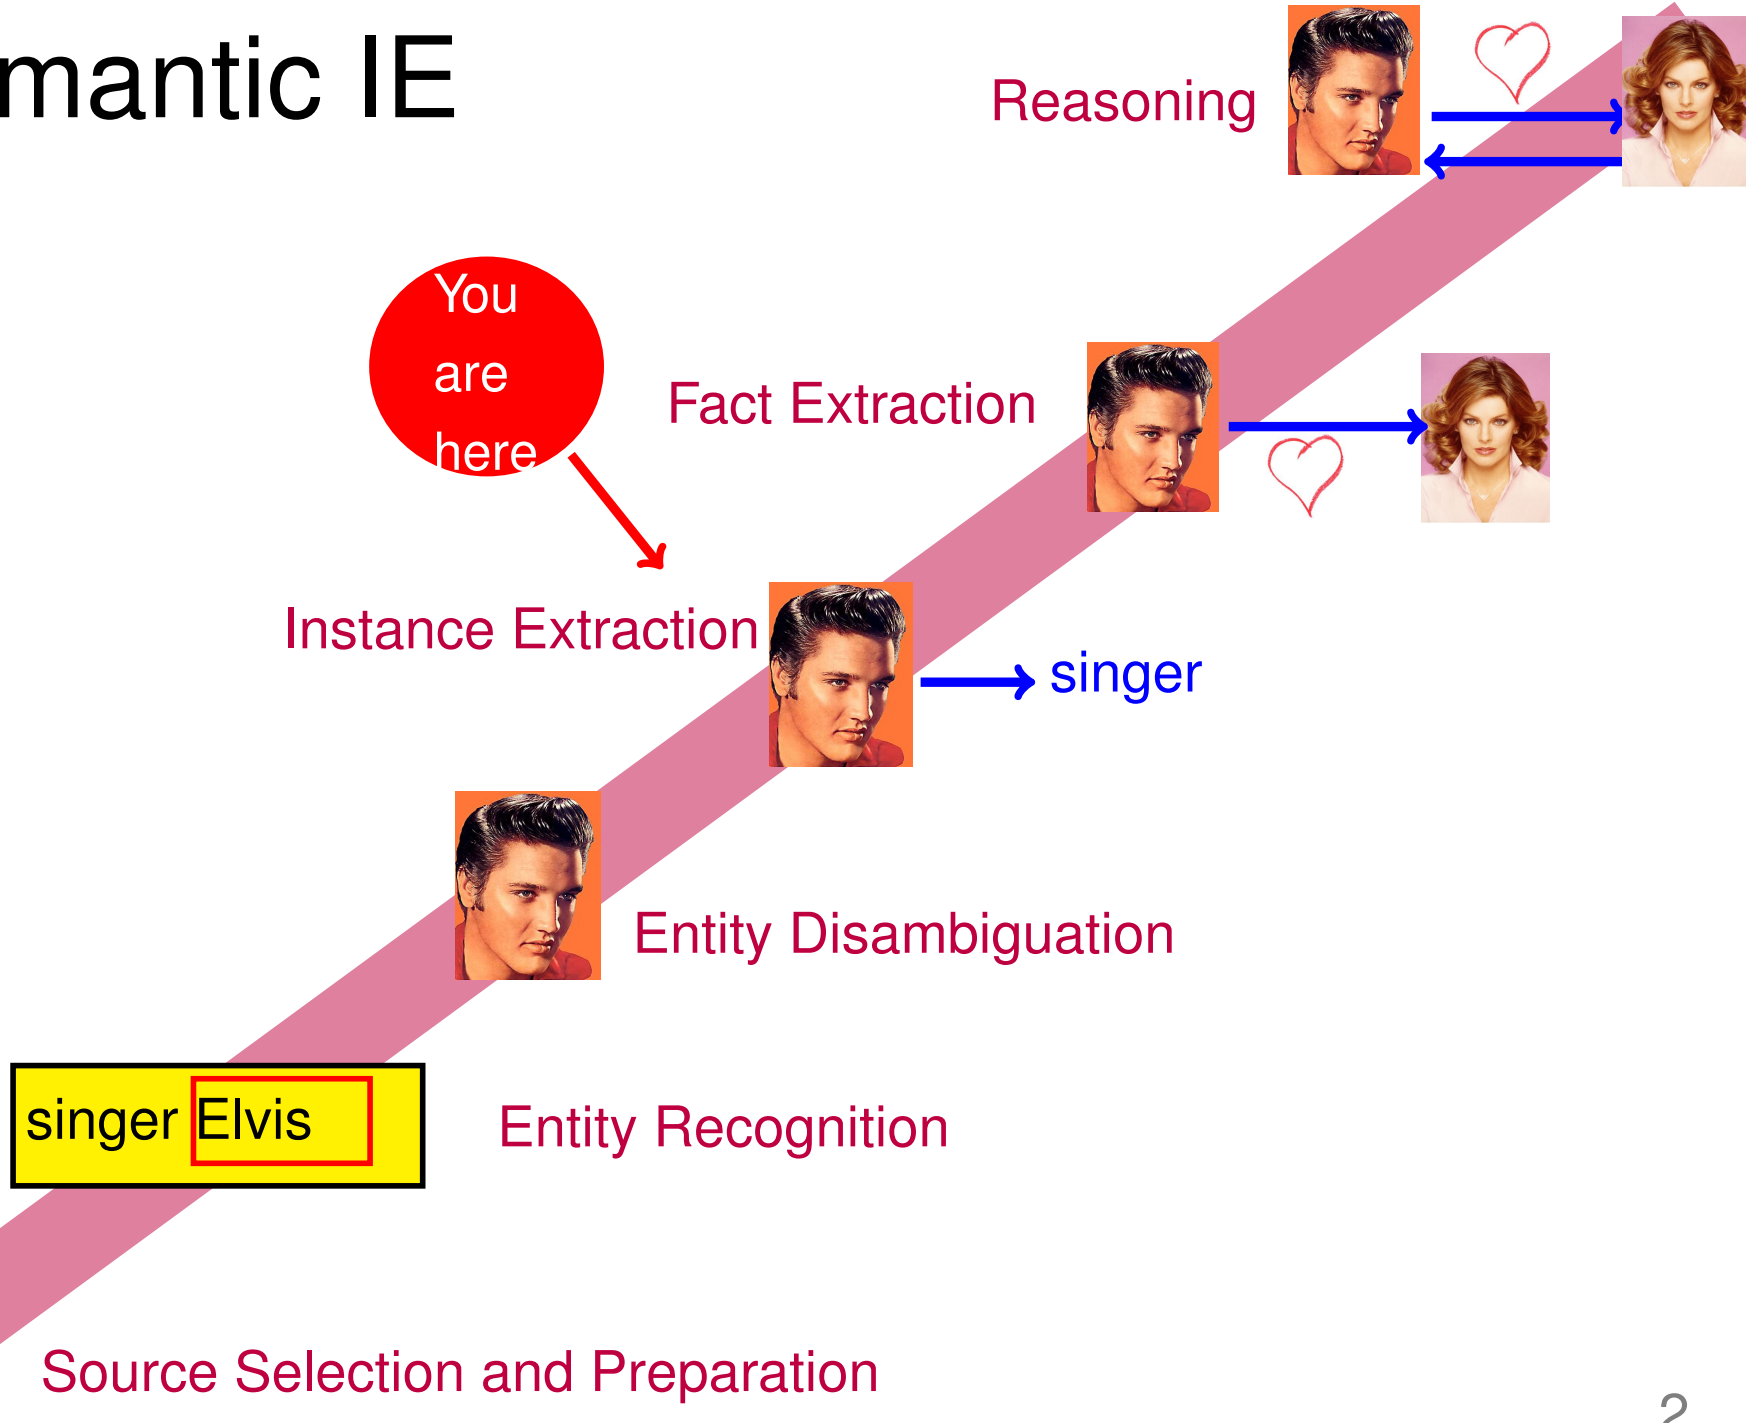 mantic IE
Reasoning
You
are
here
Fact Extraction
Instance Extraction
singer
Entity Disambiguation
singer Elvis
Entity Recognition
Source Selection and Preparation
2